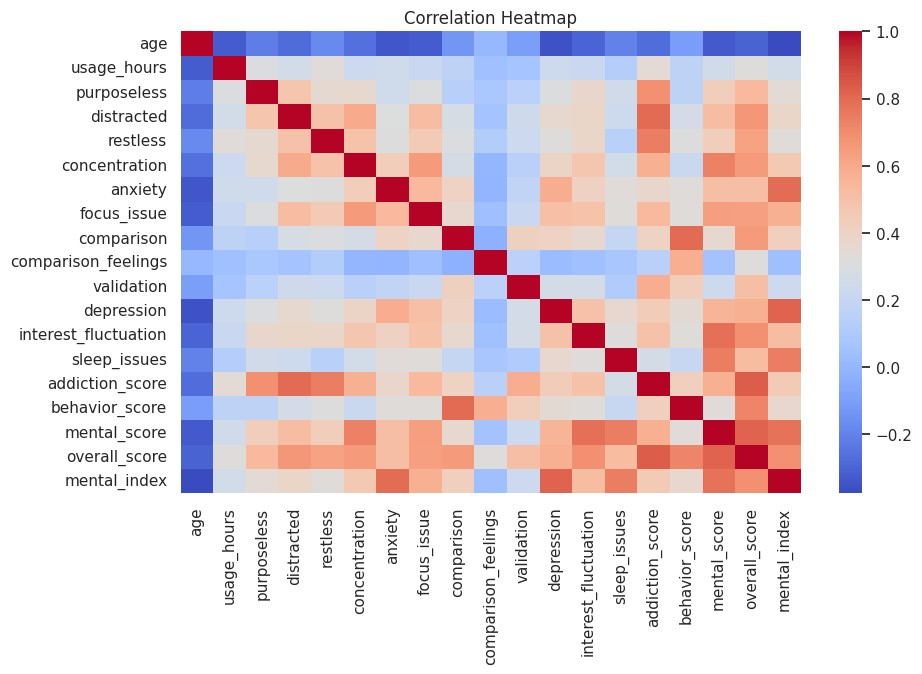 Correlation Heatmap
age
usage_hours
purposeless
distracted
restless
concentration
anxiety
focus_issue
comparison
comparison_feelings
validation
depression
interest_fluctuation
sleep_issues
addiction_score
behavior_score
mental_score
overall_score
mental_index
age
usage_hours
purposeless
distracted
restless
concentration
anxiety
focus_issue
comparison
comparison_feelings
validation
depression
interest_fluctuation
sleep_issues
addiction_score
behavior_score
mental_score
overall_score
mental_index
1.0
0.8
0.6
0.4
0.2
0.0
−0.2